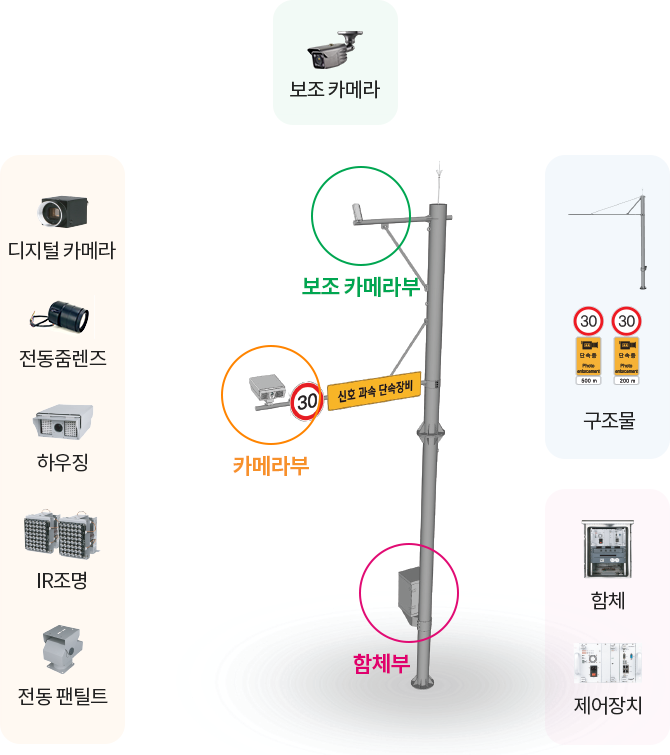 보조 카메라
디지털 카메라
전동줌렌즈
하우징
IR조명
전동 팬틸트
보조 카메라부
30
신호 과속 단속장비
카메라부
함체부
30
30
단속중
단속중
Photo
enforcement
Photo
enforcement
500 m
200 m
구조물
함체
제어장치